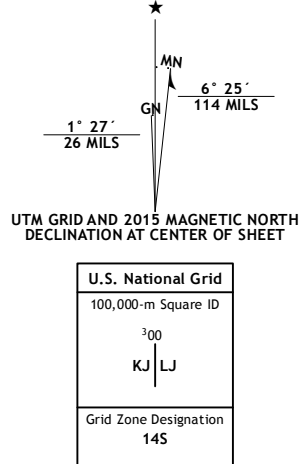 ★
MN
6° 25´
114 MILS
GN
1° 27´
26 MILS
UTM GRID AND 2015 MAGNETIC NORTH
DECLINATION AT CENTER OF SHEET
U.S. National Grid
100,000-m Square ID
³00
KJ LJ
Grid Zone Designation
14S